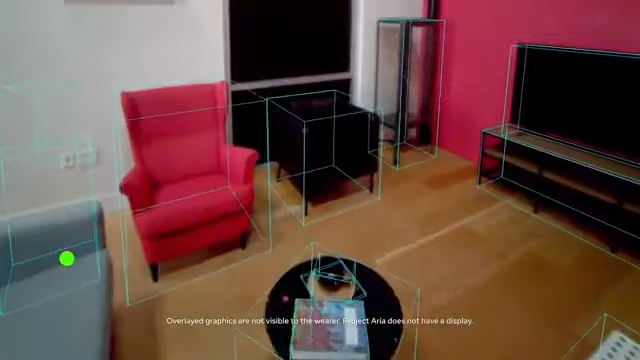 Overlayed graphics are not visible to the wearer. Project Aria does not have a display.